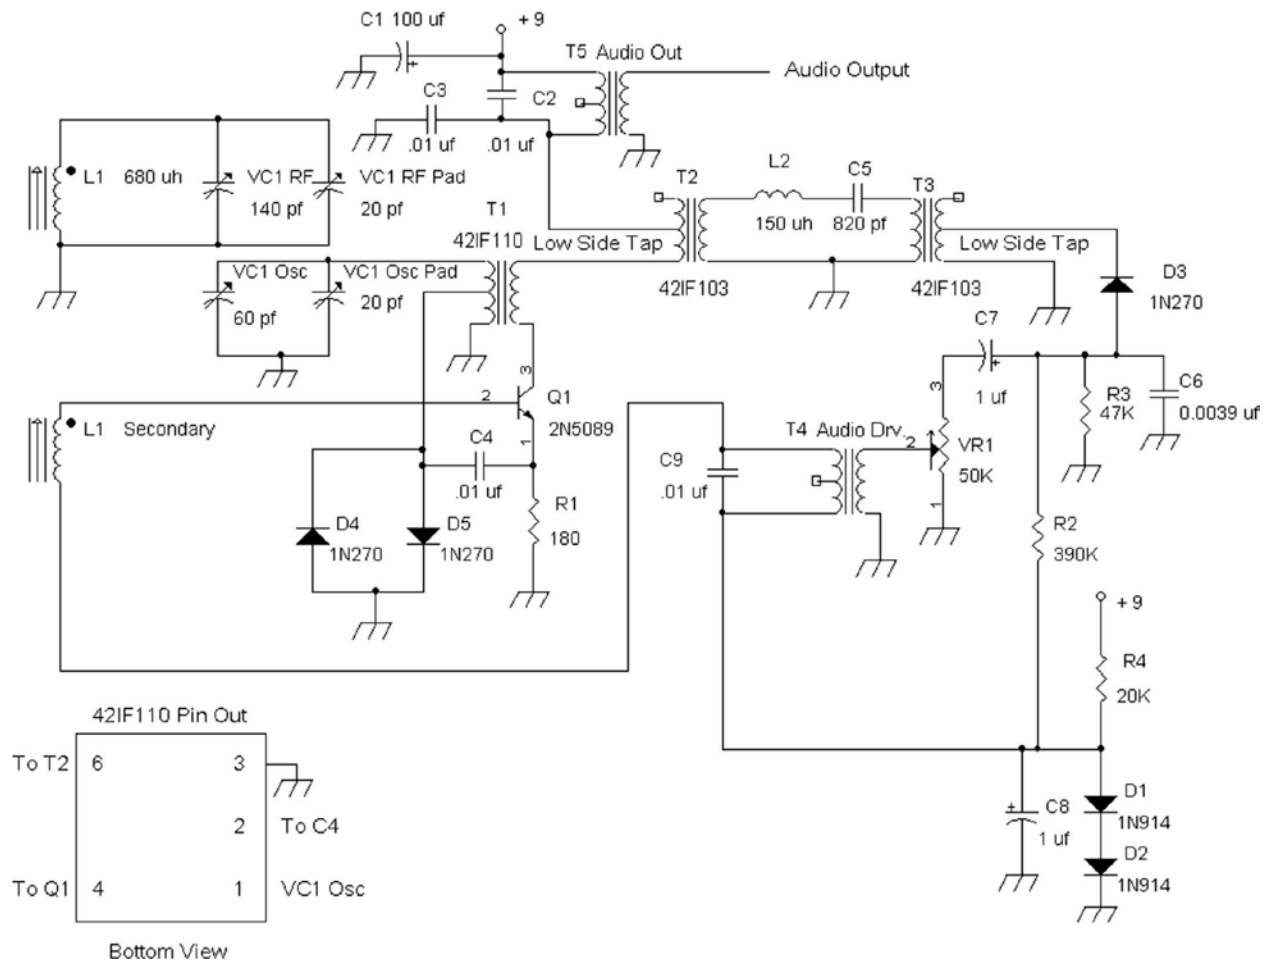 C1 100 uf
+ 9
T5 Audio Out
Audio Output
C3
C2
.01 uf
.01 uf
L1 680 uh
VC1 RF
140 pf
VC1 RF Pad
20 pf
T1
42IF110
T2
L2
C5
T3
150 uh
820 pf
Low Side Tap
Low Side Tap
42IF103
42IF103
VC1 Osc
60 pf
VC1 Osc Pad
20 pf
D3
1N270
C7
1 uf
3
2
1
Q1
2N5089
L1 Secondary
C4
.01 uf
R1
180
D4
1N270
D5
1N270
C9
.01 uf
T4 Audio Drv.
3
2
1
VR1
50K
R3
47K
C6
0.0039 uf
R2
390K
+ 9
R4
20K
C8
1 uf
D1
1N914
D2
1N914
42IF110 Pin Out
To T2 6 3
2 To C4
To Q1 4 1 VC1 Osc
Bottom View